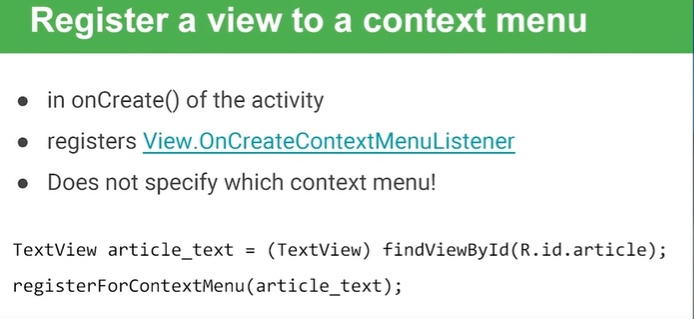 Register a view to a context menu
● in onCreate() of the activity
● registers View.OnCreateContextMenuListener
● Does not specify which context menu!
TextView article_text = (TextView) findViewById(R.id.article);
registerForContextMenu(article_text);